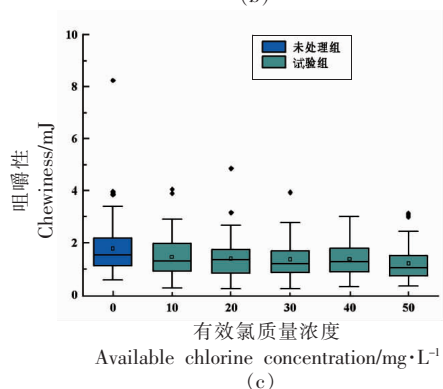 (b)
10
8
6
4
2
0
咀嚼性
Chewiness/mJ
未处理组
试验组
0 10 20 30 40 50
有效氯质量浓度
Available chlorine concentration/mg·L⁻¹
(c)